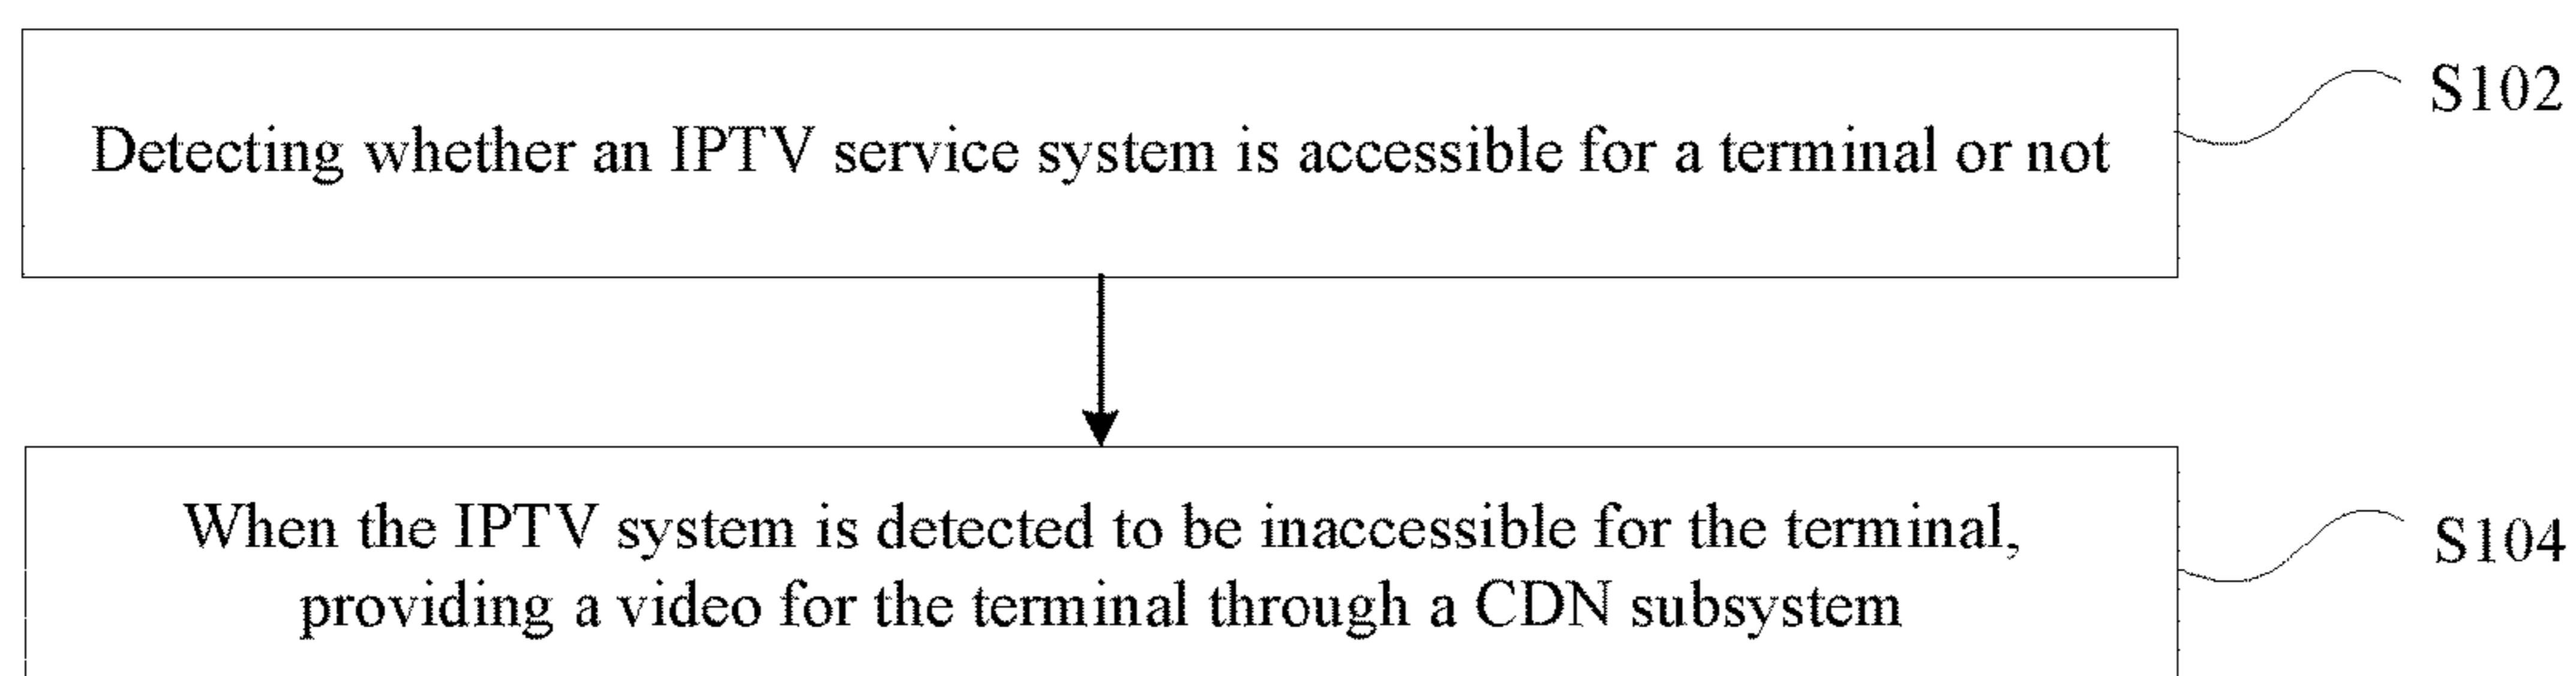 Detecting whether an IPTV service system is accessible for a terminal or not
S102
When the IPTV system is detected to be inaccessible for the terminal,
providing a video for the terminal through a CDN subsystem
S104